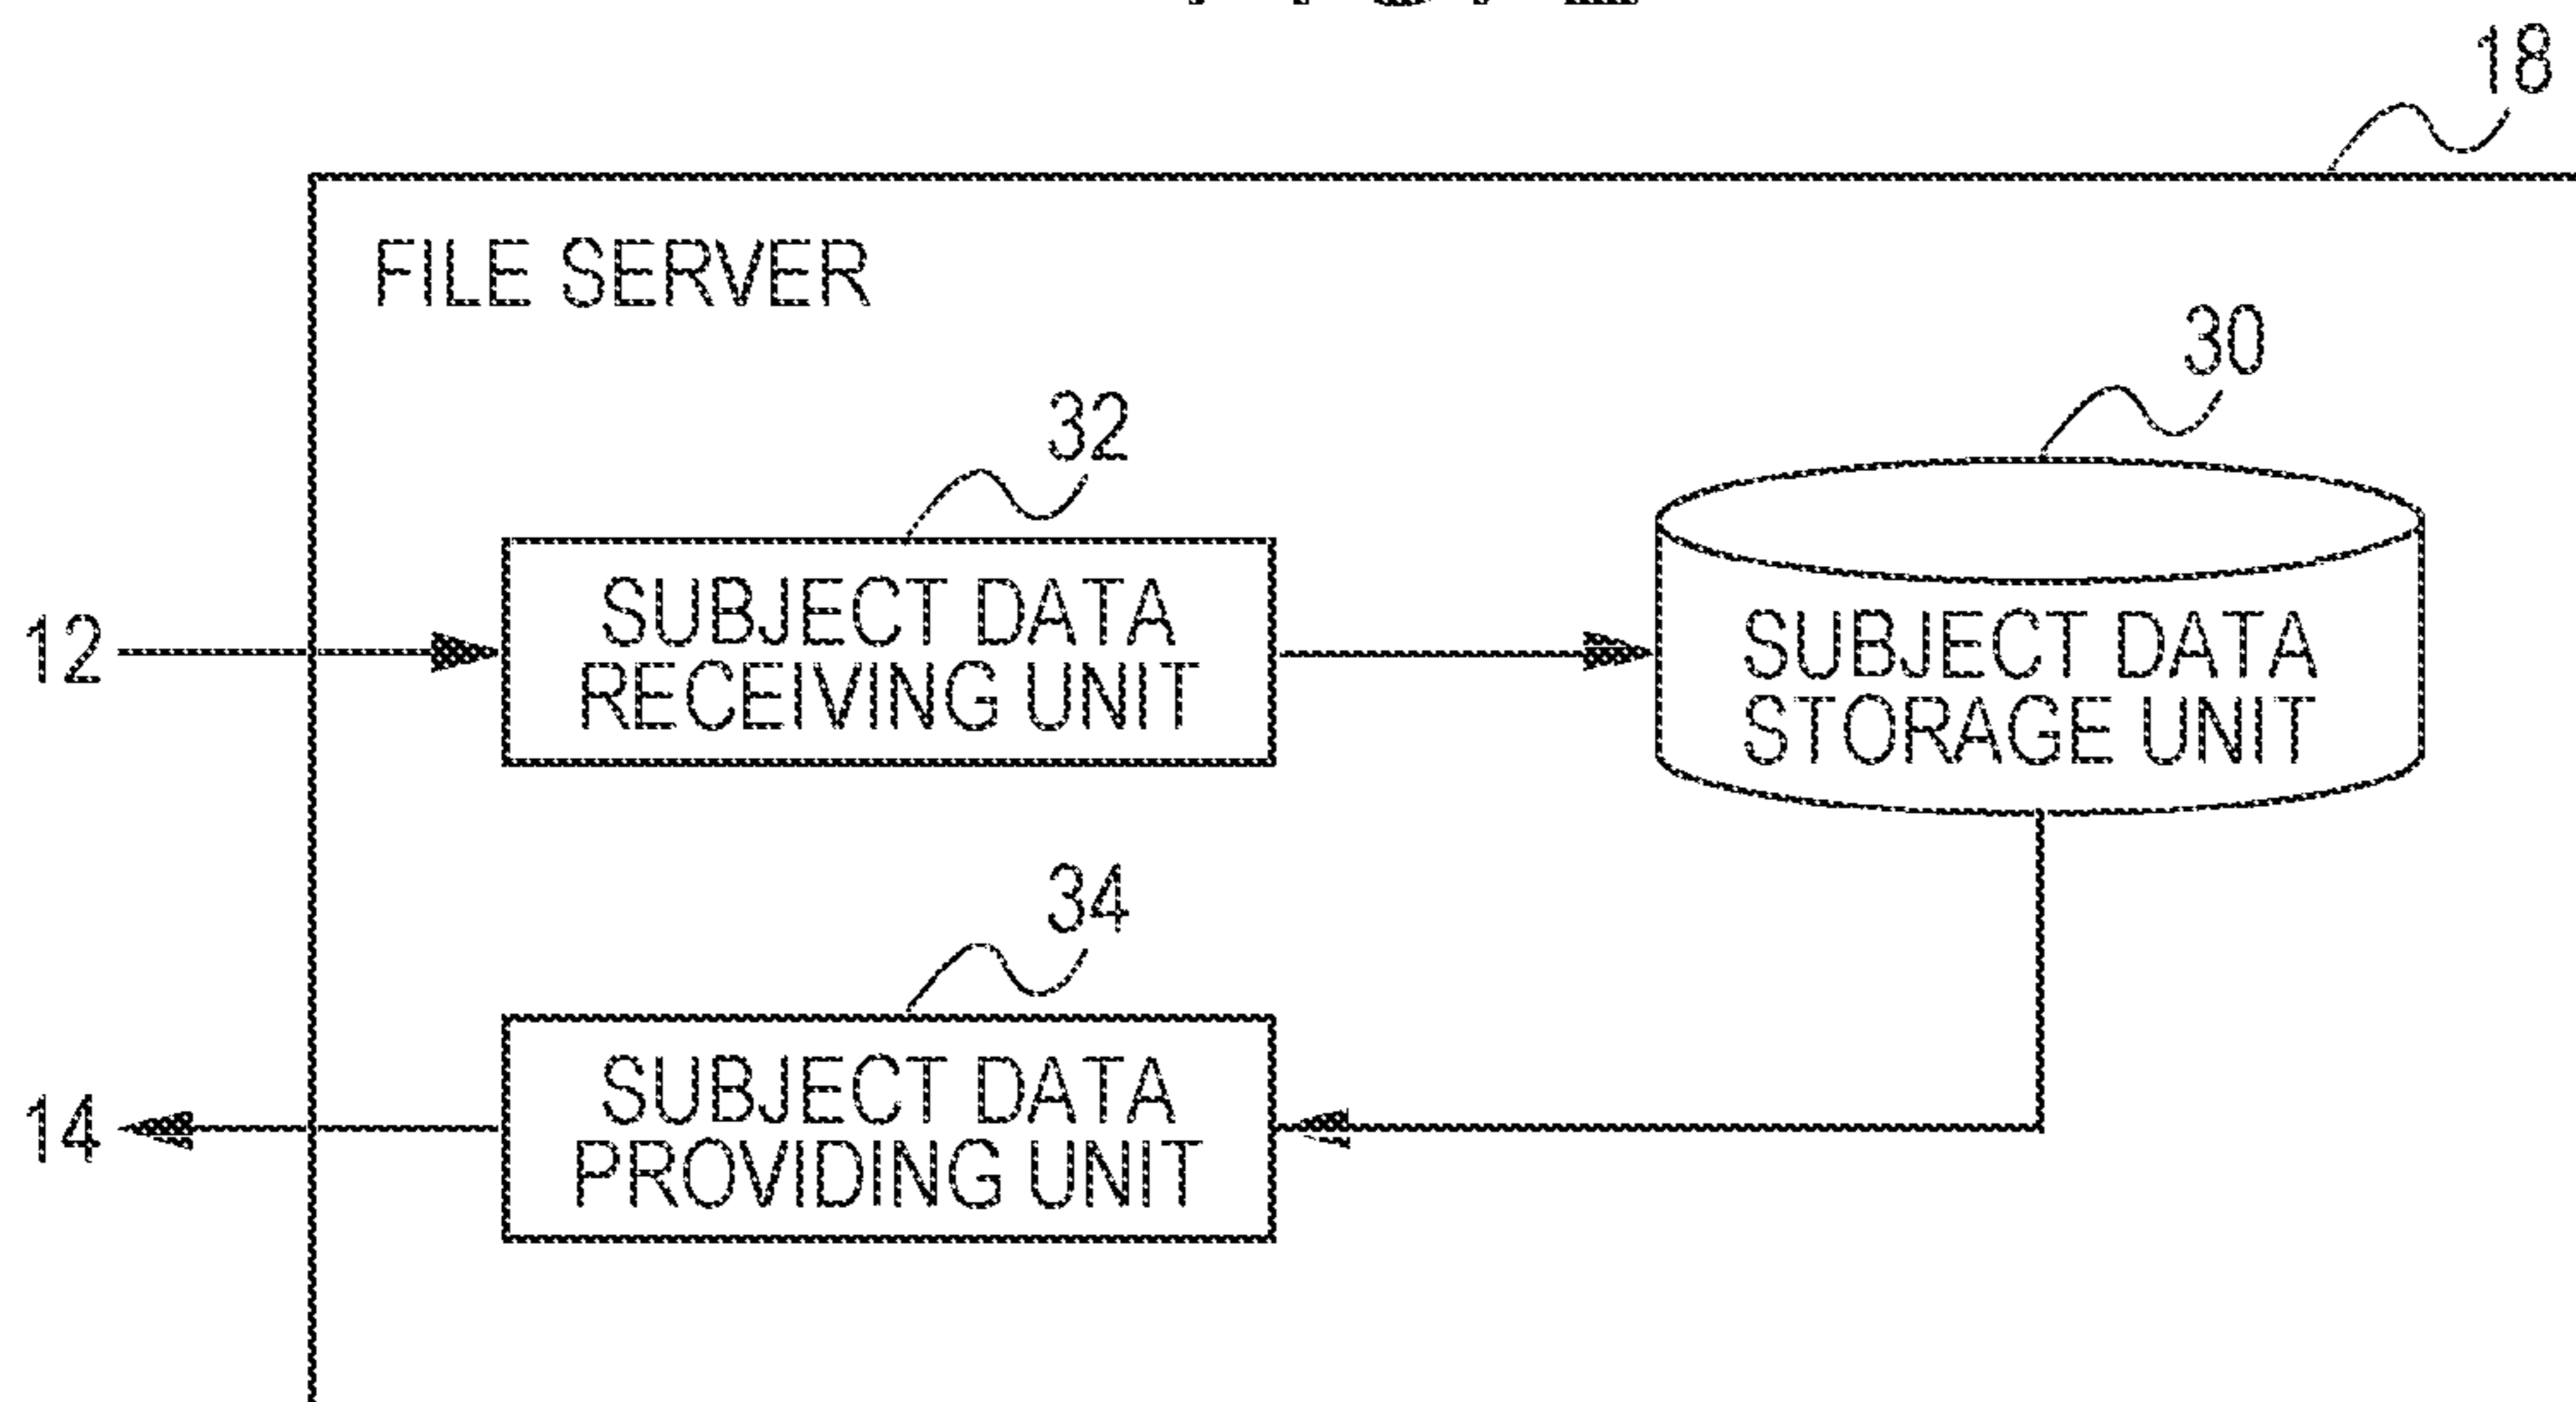 18
FILE SERVER
30
32
SUBJECT DATA
RECEIVING UNIT
12
SUBJECT DATA
STORAGE UNIT
34
SUBJECT DATA
PROVIDING UNIT
14